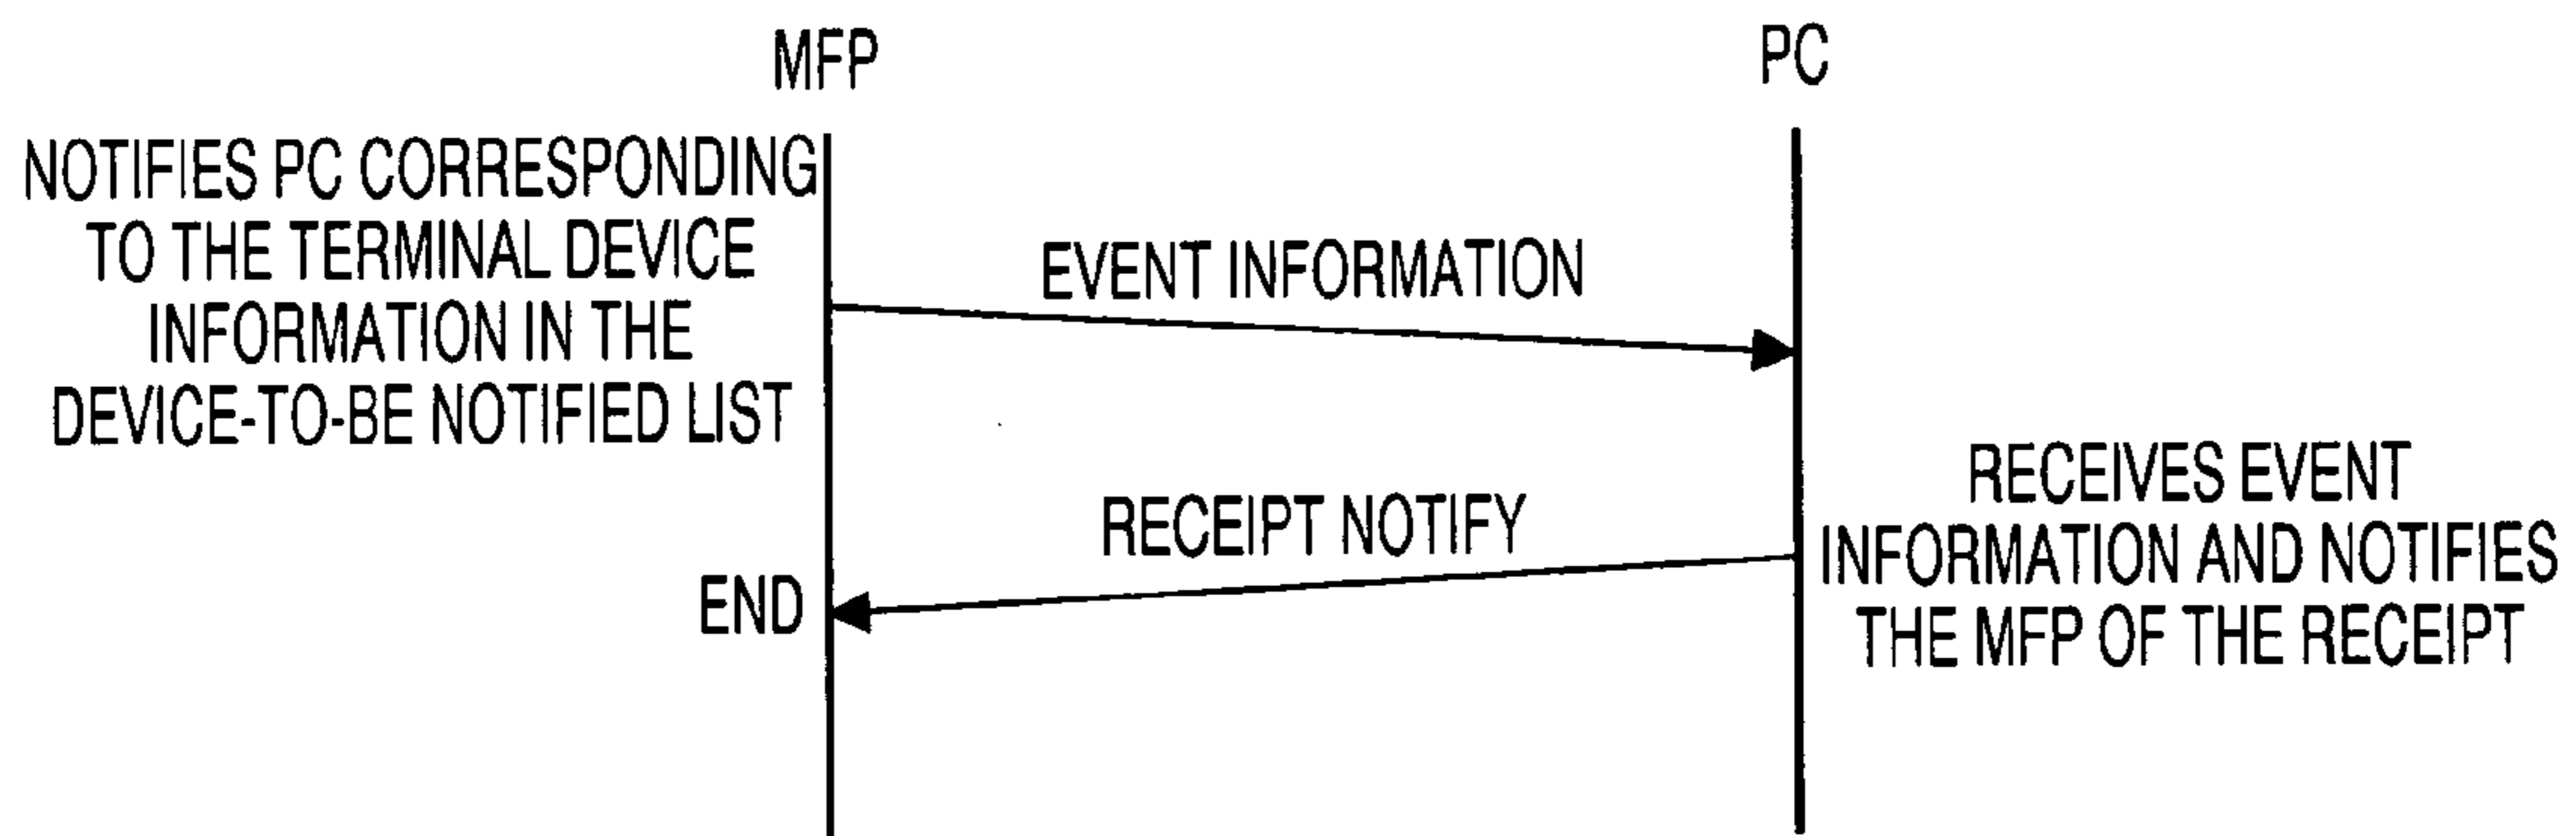 MFP
PC
NOTIFIES PC CORRESPONDING
TO THE TERMINAL DEVICE
INFORMATION IN THE
DEVICE-TO-BE NOTIFIED LIST
EVENT INFORMATION
RECEIPT NOTIFY
END
RECEIVES EVENT
INFORMATION AND NOTIFIES
THE MFP OF THE RECEIPT